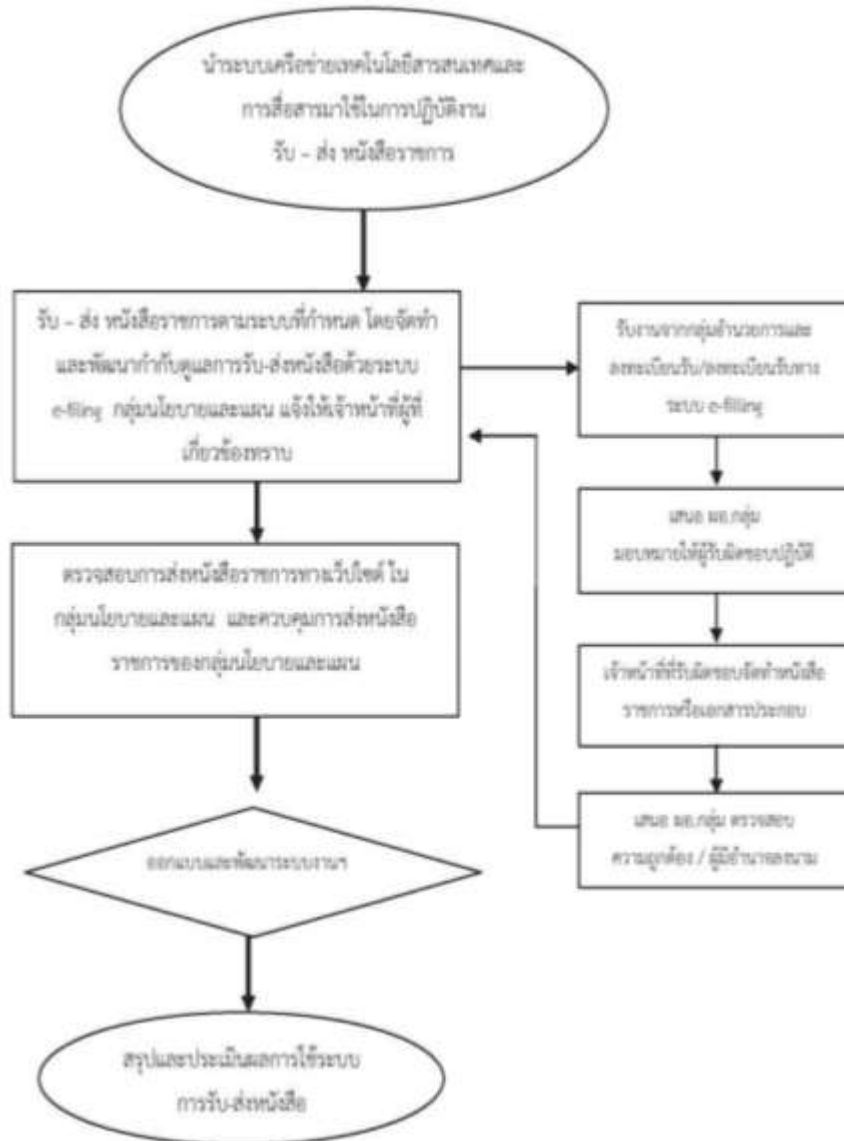 นำระบบเครือข่ายเทคโนโลยีสารสนเทศและ
การสื่อสารมาใช้ในการปฏิบัติงาน
รับ – ส่ง หนังสือราชการ
รับ – ส่ง หนังสือราชการตามระบบที่กำหนด โดยจัดทำ
และพัฒนากำกับดูแลการรับ-ส่งหนังสือด้วยระบบ
e-filing กลุ่มนโยบายและแผน แจ้งให้เจ้าหน้าที่ผู้ที่
เกี่ยวข้องทราบ
ตรวจสอบการส่งหนังสือราชการทางเว็บไซต์ ใน
กลุ่มนโยบายและแผน และควบคุมการส่งหนังสือ
ราชการของกลุ่มนโยบายและแผน
ออกแบบและพัฒนาระบบงานฯ
สรุปและประเมินผลการใช้ระบบ
การรับ-ส่งหนังสือ
รับงานจากกลุ่มอำนวยการและ
ลงทะเบียนรับ/ลงทะเบียนรับทาง
ระบบ e-filling
เสนอ ผอ.กลุ่ม
มอบหมายให้ผู้รับผิดชอบปฏิบัติ
เจ้าหน้าที่ที่รับผิดชอบจัดทำหนังสือ
ราชการหรือเอกสารประกอบ
เสนอ ผอ.กลุ่ม ตรวจสอบ
ความถูกต้อง / ผู้มีอำนาจลงนาม